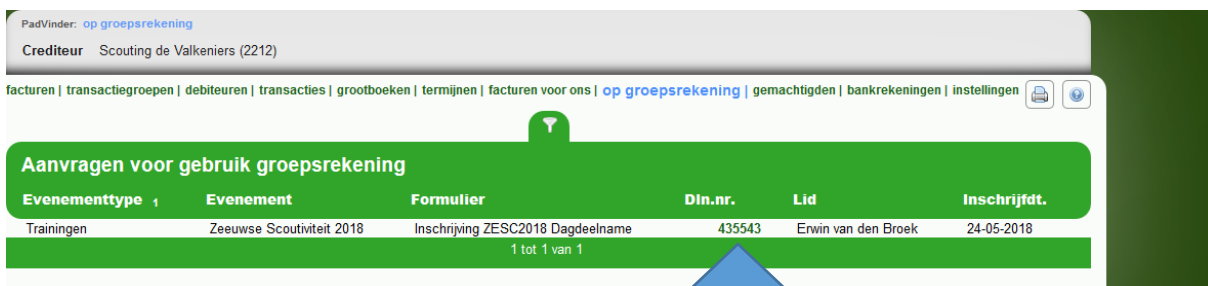 PadVinder: op groepsrekening
Crediteur Scouting de Valkeniers (2212)
facturen | transactiegroepen | debiteuren | transacties | grootboeken | termijnen | facturen voor ons | op groepsrekening | gemachtigden | bankrekeningen | instellingen
Aanvragen voor gebruik groepsrekening
Evenementtype 1 Evenement Formulier Dln.nr. Lid Inschrijfdt.
Trainingen Zeeuwse Scoutiviteit 2018 Inschrijving ZESC2018 Dagdeelname 435543 Erwin van den Broek 24-05-2018
1 tot 1 van 1